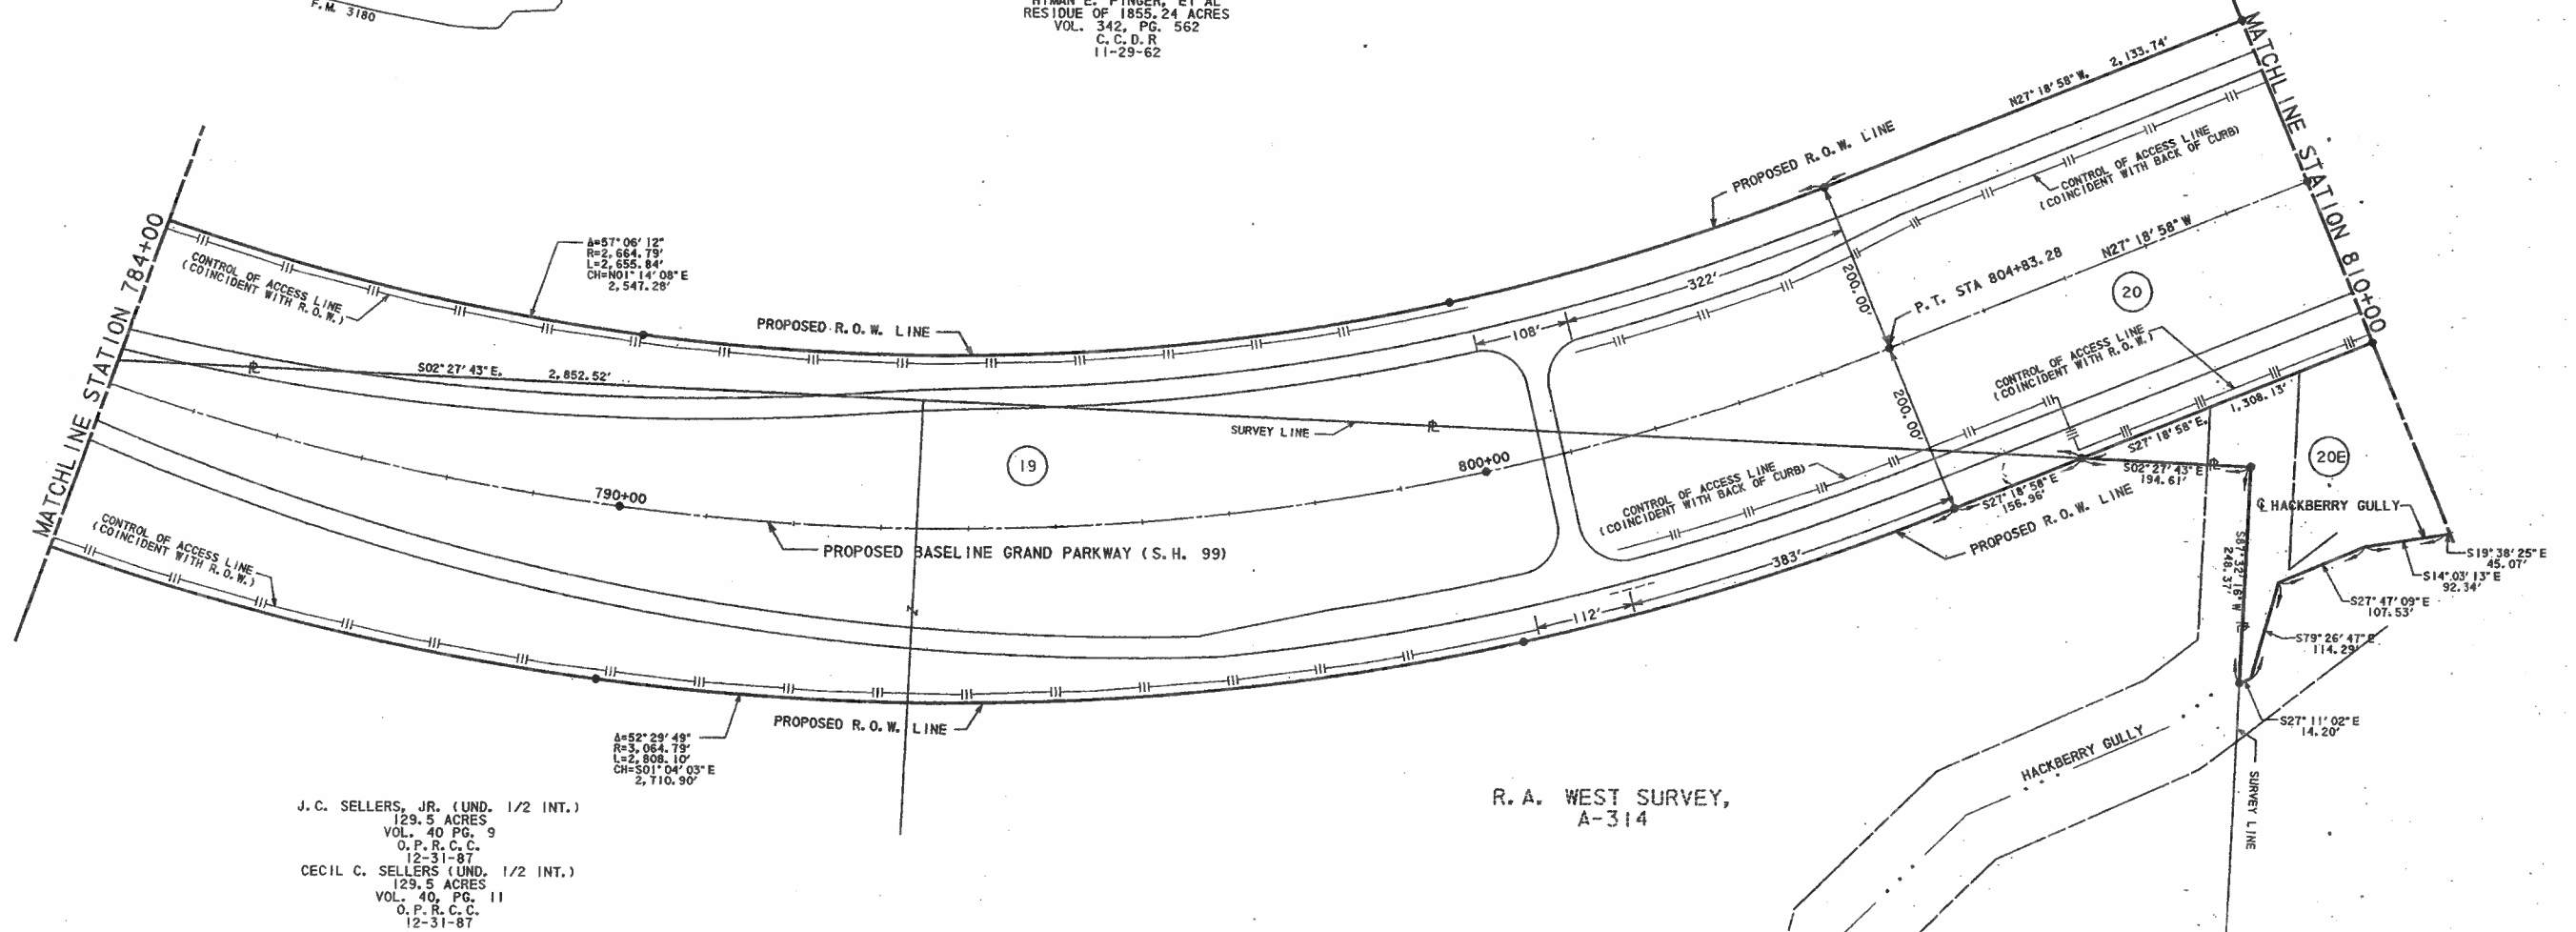 F.M. 3180
HYMAN E. FINGER, ET AL
RESIDUE OF 1855.24 ACRES
VOL. 342, PG. 562
C.C.D.R
11-29-62
MATCHLINE STATION 784+00
CONTROL OF ACCESS LINE
(COINCIDENT WITH R.O.W.)
Δ=57°06'12"
R=2,664.79'
L=2,655.84'
CH=N01°14'08"E
2,547.28'
PROPOSED R.O.W. LINE
S02°27'43"E. 2,852.52'
PL
790+00
PROPOSED BASELINE GRAND PARKWAY (S.H. 99)
19
SURVEY LINE
PL
800+00
108'
322'
PROPOSED R.O.W. LINE
N27°18'58"W. 2,133.74'
MATCHLINE STATION 810+00
CONTROL OF ACCESS LINE
(COINCIDENT WITH BACK OF CURB)
200.00'
P.T. STA 804+83.28
N27°18'58"W
20
200.00'
CONTROL OF ACCESS LINE
(COINCIDENT WITH R.O.W.)
1,308.13'
S27°18'58"E.
CONTROL OF ACCESS LINE
(COINCIDENT WITH BACK OF CURB)
S27°18'58"E
156.96'
PL
S02°27'43"E
194.61'
20E
PROPOSED R.O.W. LINE
383'
112'
CL HACKBERRY GULLY
S87°32'16"W
248.37'
PL
S19°38'25"E
45.07'
S14°03'13"E
92.34'
S27°47'09"E
107.53'
S79°26'47"E
114.29'
S27°11'02"E
14.20'
SURVEY LINE
HACKBERRY GULLY
CONTROL OF ACCESS LINE
(COINCIDENT WITH R.O.W.)
PROPOSED R.O.W. LINE
Δ=52°29'49"
R=3,064.79'
L=2,808.10'
CH=S01°04'03"E
2,710.90'
J.C. SELLERS, JR. (UND. 1/2 INT.)
129.5 ACRES
VOL. 40 PG. 9
O.P.R.C.C.
12-31-87
CECIL C. SELLERS (UND. 1/2 INT.)
129.5 ACRES
VOL. 40, PG. 11
O.P.R.C.C.
12-31-87
R.A. WEST SURVEY,
A-314